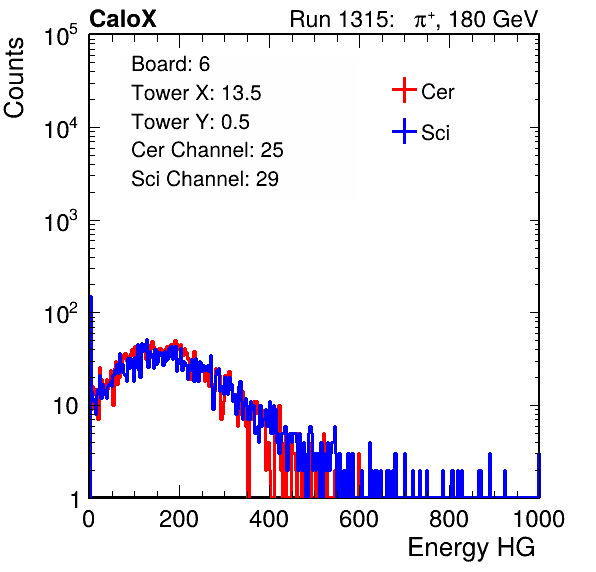 CaloX Run 1315: π⁺, 180 GeV
Board: 6
Tower X: 13.5
Tower Y: 0.5
Cer Channel: 25
Sci Channel: 29
Cer
Sci
Counts
10⁵
10⁴
10³
10²
10
1
0 200 400 600 800 1000
Energy HG